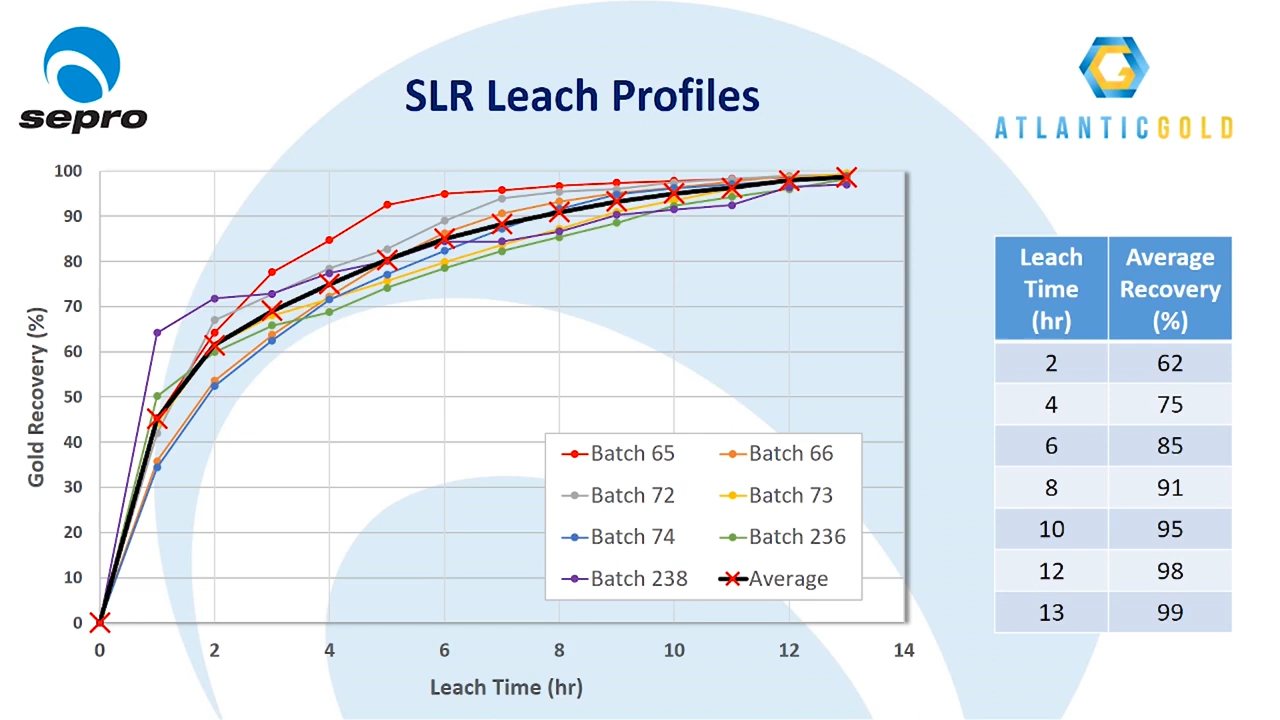 sepro
SLR Leach Profiles
ATLANTICGOLD
Gold Recovery (%)
100
90
80
70
60
50
40
30
20
10
0
0 2 4 6 8 10 12 14
Leach Time (hr)
Batch 65 Batch 66
Batch 72 Batch 73
Batch 74 Batch 236
Batch 238 Average
Leach Average
Time Recovery
(hr) (%)
2 62
4 75
6 85
8 91
10 95
12 98
13 99